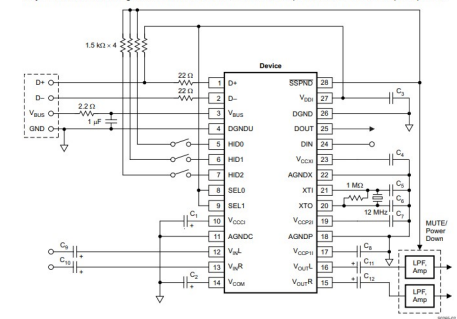 1.5 kΩ × 4
Device
D+
D–
VBUS
GND
22 Ω
22 Ω
2.2 Ω
1 μF
1 D+
2 D–
3 VBUS
4 DGNDU
5 HID0
6 HID1
7 HID2
8 SEL0
9 SEL1
10 VCCCI
11 AGNDC
12 VINL
13 VINR
14 VCOM
SSPND 28
VDDI 27
DGND 26
DOUT 25
DIN 24
VCCXI 23
AGNDX 22
XTI 21
XTO 20
VCCP2I 19
AGNDP 18
VCCP1I 17
VOUTL 16
VOUTR 15
C1
+
C9
+
C10
+
C2
+
C3
C4
1 MΩ
C5
C6
12 MHz
C7
C8
+ C11
+ C12
MUTE/
Power
Down
LPF,
Amp
LPF,
Amp